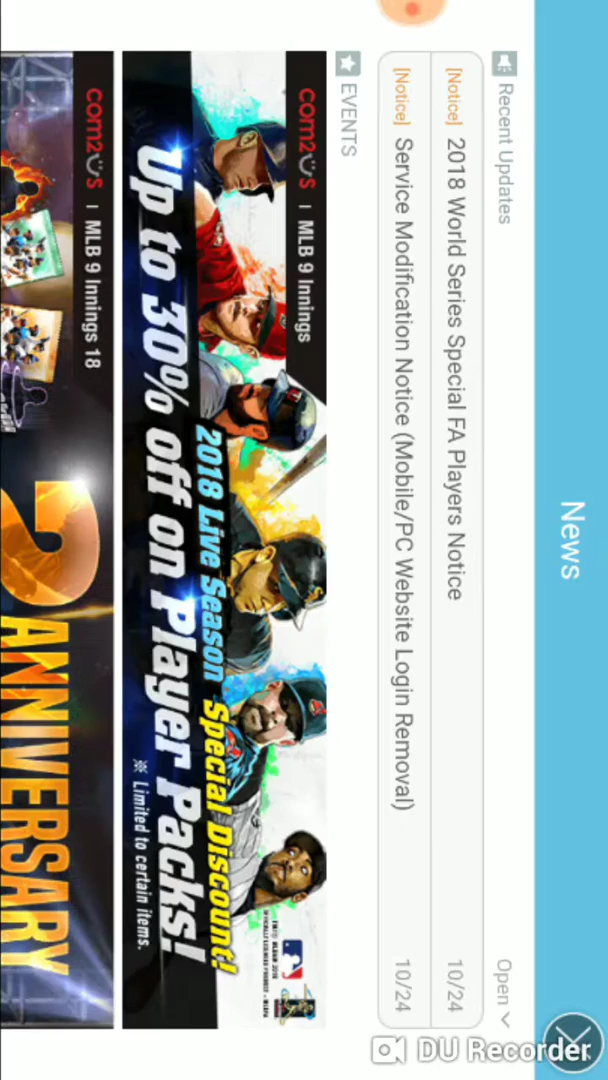 News
Recent Updates
Open
[Notice] 2018 World Series Special FA Players Notice 10/24
[Notice] Service Modification Notice (Mobile/PC Website Login Removal) 10/24
EVENTS
com2uS | MLB 9 Innings
2018 Live Season Special Discount!
Up to 30% off on Player Packs!
※ Limited to certain items.
com2uS | MLB 9 Innings 18
2 ANNIVERSARY
DU Recorder